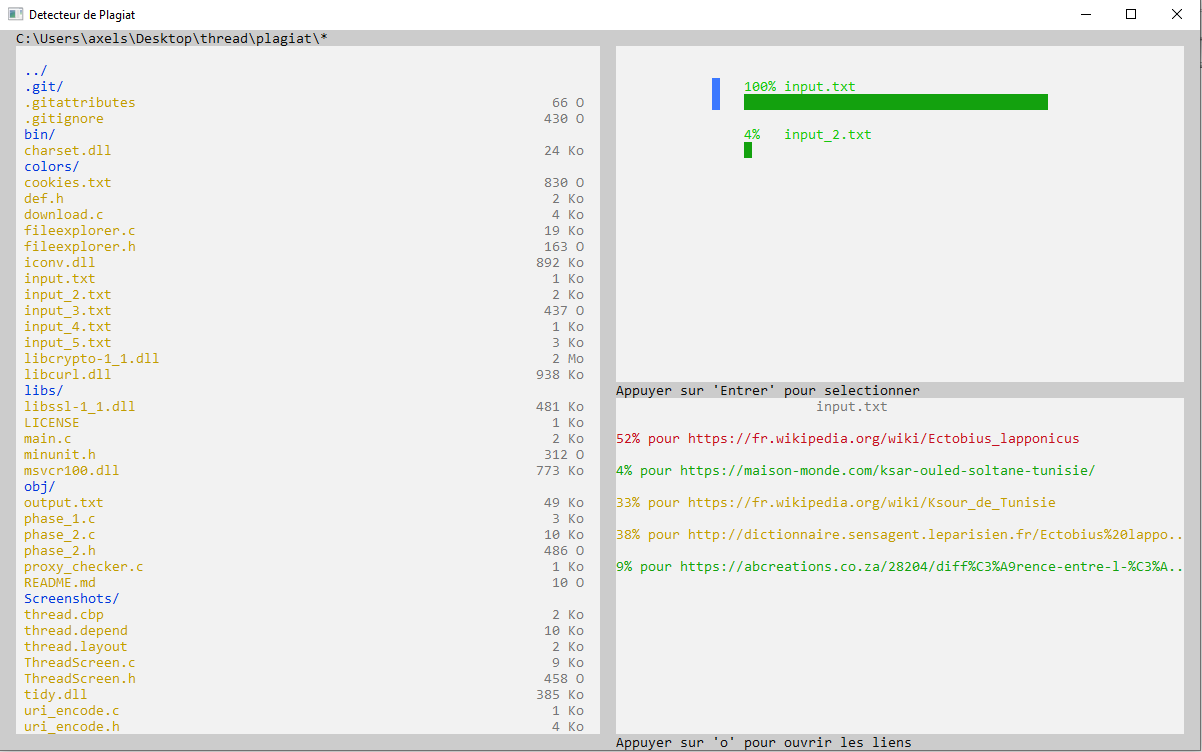 Detecteur de Plagiat
C:\Users\axels\Desktop\thread\plagiat\*
../
.git/
.gitattributes 66 O
.gitignore 430 O
bin/
charset.dll 24 Ko
colors/
cookies.txt 830 O
def.h 2 Ko
download.c 4 Ko
fileexplorer.c 19 Ko
fileexplorer.h 163 O
iconv.dll 892 Ko
input.txt 1 Ko
input_2.txt 2 Ko
input_3.txt 437 O
input_4.txt 1 Ko
input_5.txt 3 Ko
libcrypto-1_1.dll 2 Mo
libcurl.dll 938 Ko
libs/
libssl-1_1.dll 481 Ko
LICENSE 1 Ko
main.c 2 Ko
minunit.h 312 O
msvcr100.dll 773 Ko
obj/
output.txt 49 Ko
phase_1.c 3 Ko
phase_2.c 10 Ko
phase_2.h 486 O
proxy_checker.c 1 Ko
README.md 10 O
Screenshots/
thread.cbp 2 Ko
thread.depend 10 Ko
thread.layout 2 Ko
ThreadScreen.c 9 Ko
ThreadScreen.h 458 O
tidy.dll 385 Ko
uri_encode.c 1 Ko
uri_encode.h 4 Ko
100% input.txt
4% input_2.txt
Appuyer sur 'Entrer' pour selectionner
input.txt
52% pour https://fr.wikipedia.org/wiki/Ectobius_lapponicus
4% pour https://maison-monde.com/ksar-ouled-soltane-tunisie/
33% pour https://fr.wikipedia.org/wiki/Ksour_de_Tunisie
38% pour http://dictionnaire.sensagent.leparisien.fr/Ectobius%20lappo..
9% pour https://abcreations.co.za/28204/diff%C3%A9rence-entre-l-%C3%A..
Appuyer sur 'o' pour ouvrir les liens